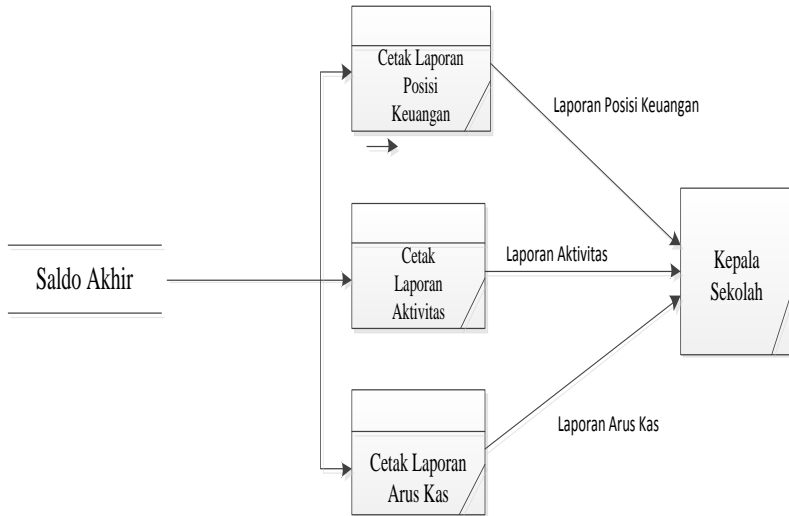 Cetak Laporan
Posisi
Keuangan
Laporan Posisi Keuangan
Saldo Akhir
Cetak
Laporan
Aktivitas
Laporan Aktivitas
Kepala
Sekolah
Cetak Laporan
Arus Kas
Laporan Arus Kas